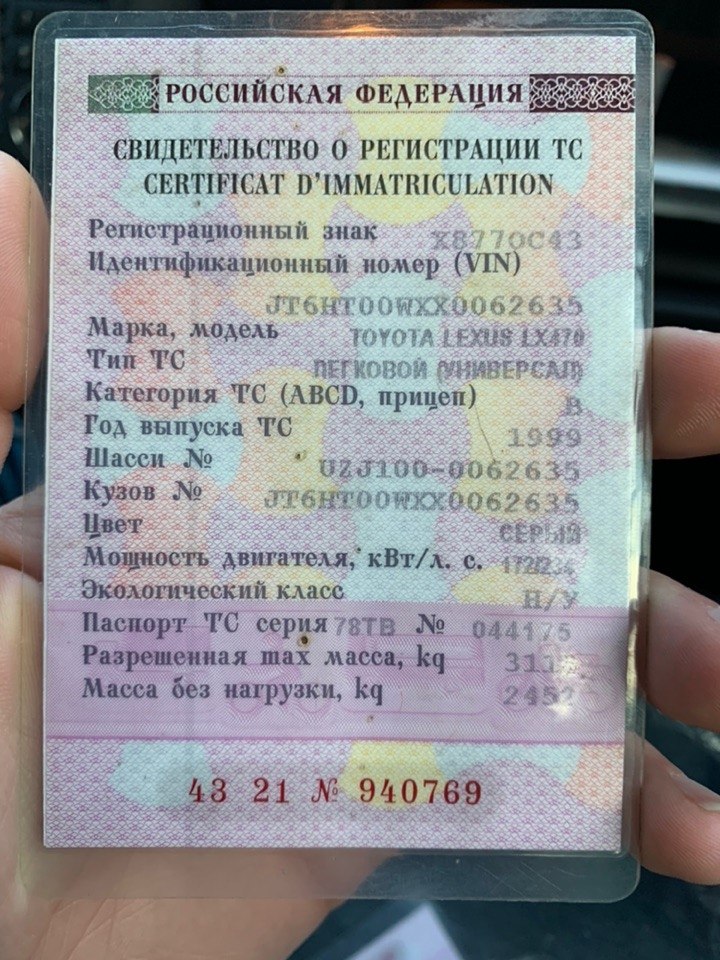 РОССИЙСКАЯ ФЕДЕРАЦИЯ
СВИДЕТЕЛЬСТВО О РЕГИСТРАЦИИ ТС
CERTIFICAT D'IMMATRICULATION
Регистрационный знак Х877ОС43
Идентификационный номер (VIN)
JT6HT00WXX0062635
Марка, модель TOYOTA LEXUS LX470
Тип ТС ЛЕГКОВОЙ (УНИВЕРСАЛ)
Категория ТС (ABCD, прицеп) B
Год выпуска ТС 1999
Шасси № UZJ100-0062635
Кузов № JT6HT00WXX0062635
Цвет СЕРЫЙ
Мощность двигателя, кВт/л. с.
Экологический класс Н/У
Паспорт ТС серия 78ТВ № 044175
Разрешенная max масса, kg
Масса без нагрузки, kg 2452
43 21 № 940769